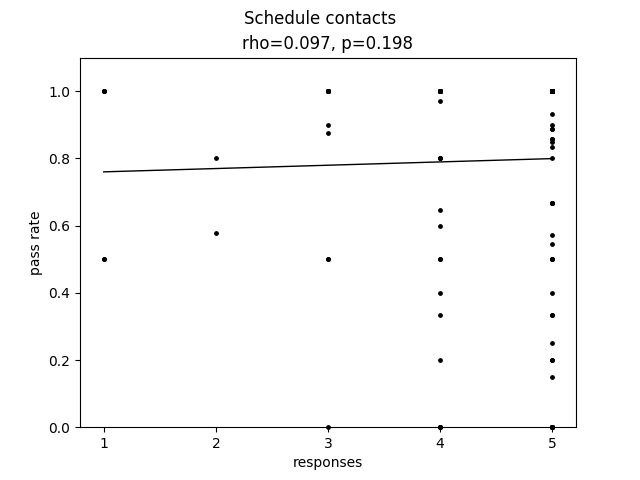 Schedule contacts
rho=0.097, p=0.198
1.0
0.8
0.6
0.4
0.2
0.0
pass rate
1 2 3 4 5
responses